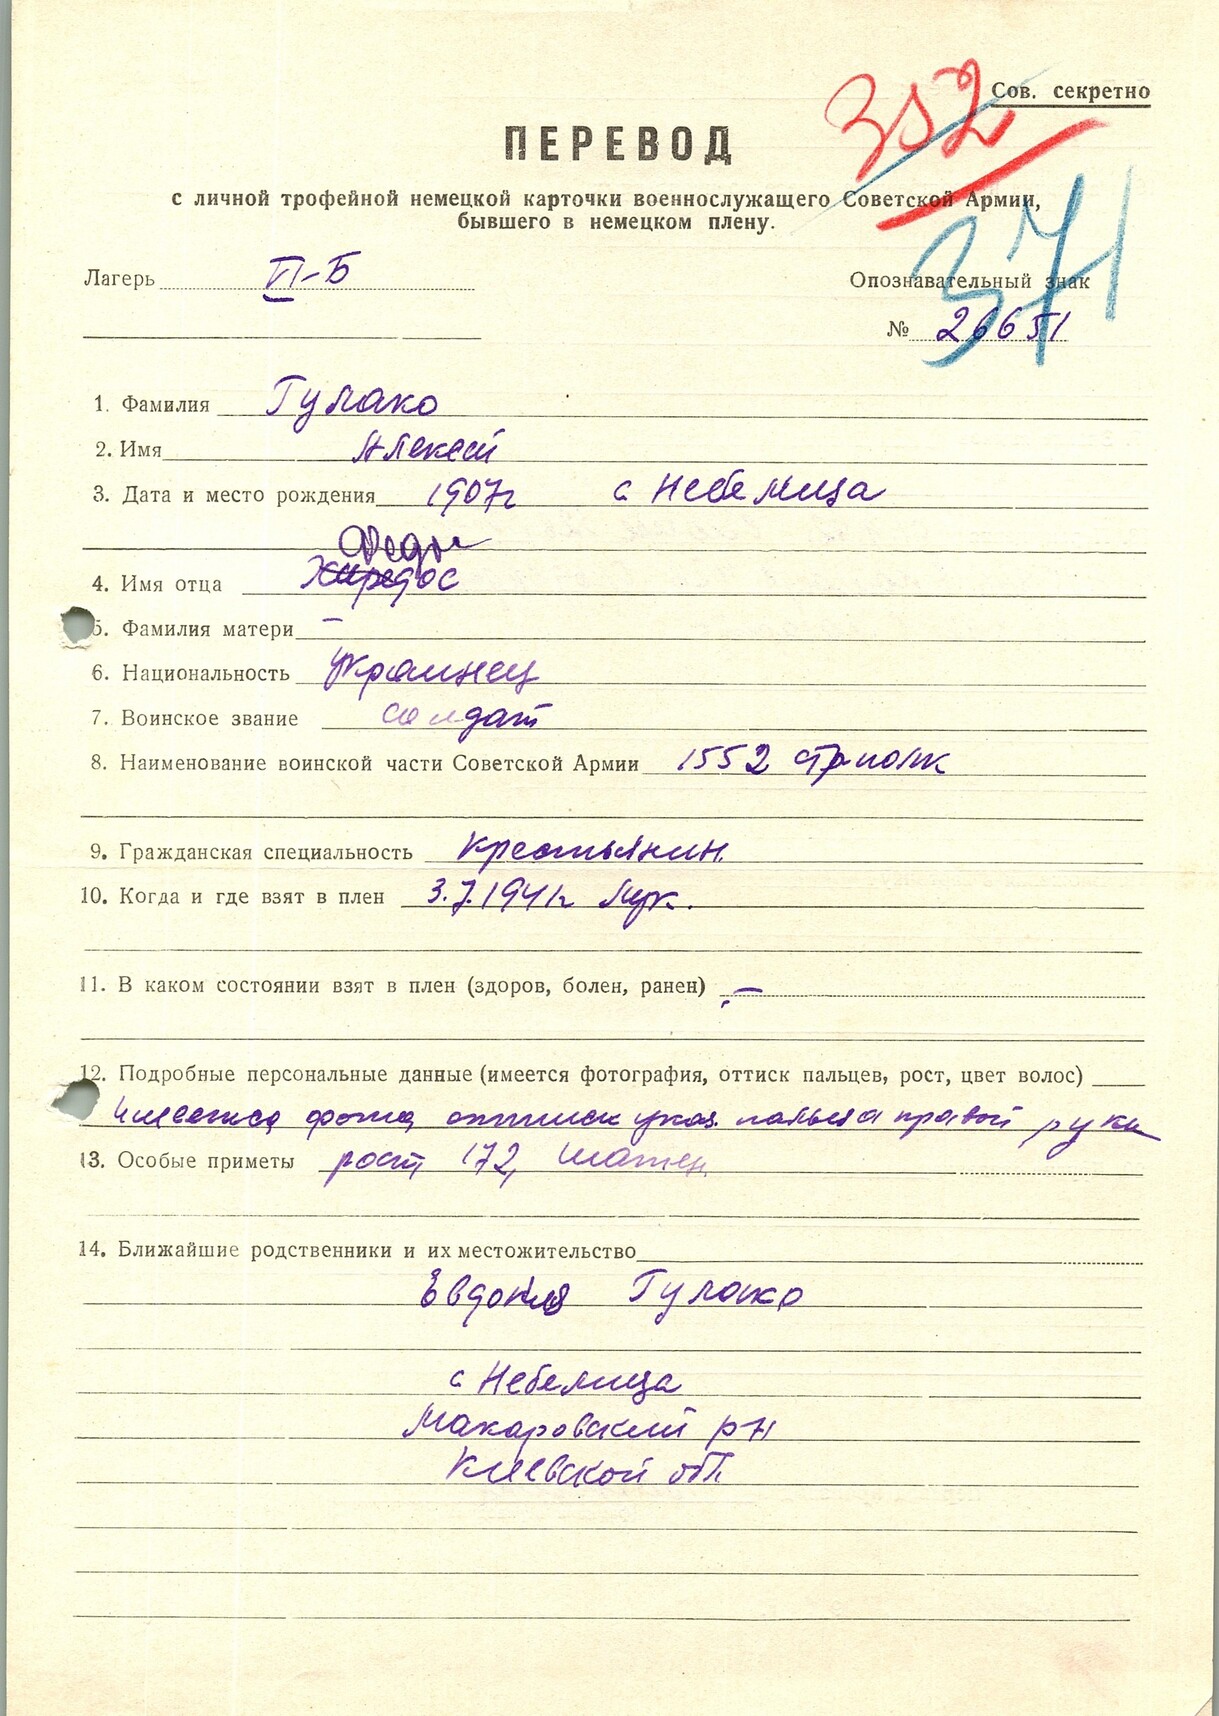 352
Сов. секретно
ПЕРЕВОД
с личной трофейной немецкой карточки военнослужащего Советской Армии,
бывшего в немецком плену.
371
Лагерь VI-Б
Опознавательный знак
№ 26651
1. Фамилия Гулако
2. Имя Алексей
3. Дата и место рождения 1907г с Небелица
Федр
4. Имя отца
5. Фамилия матери –
6. Национальность Украинец
7. Воинское звание солдат
8. Наименование воинской части Советской Армии 1552 стр полк
9. Гражданская специальность Крестьянин.
10. Когда и где взят в плен 3.7.1941г
11. В каком состоянии взят в плен (здоров, болен, ранен) –
12. Подробные персональные данные (имеется фотография, оттиск пальцев, рост, цвет волос)
Имеется фото, оттиск указ. пальца правой руки
13. Особые приметы рост 172, шатен.
14. Ближайшие родственники и их местожительство
Евдокия Гулако
с Небелица
Макаровский р-н
Киевской обл.